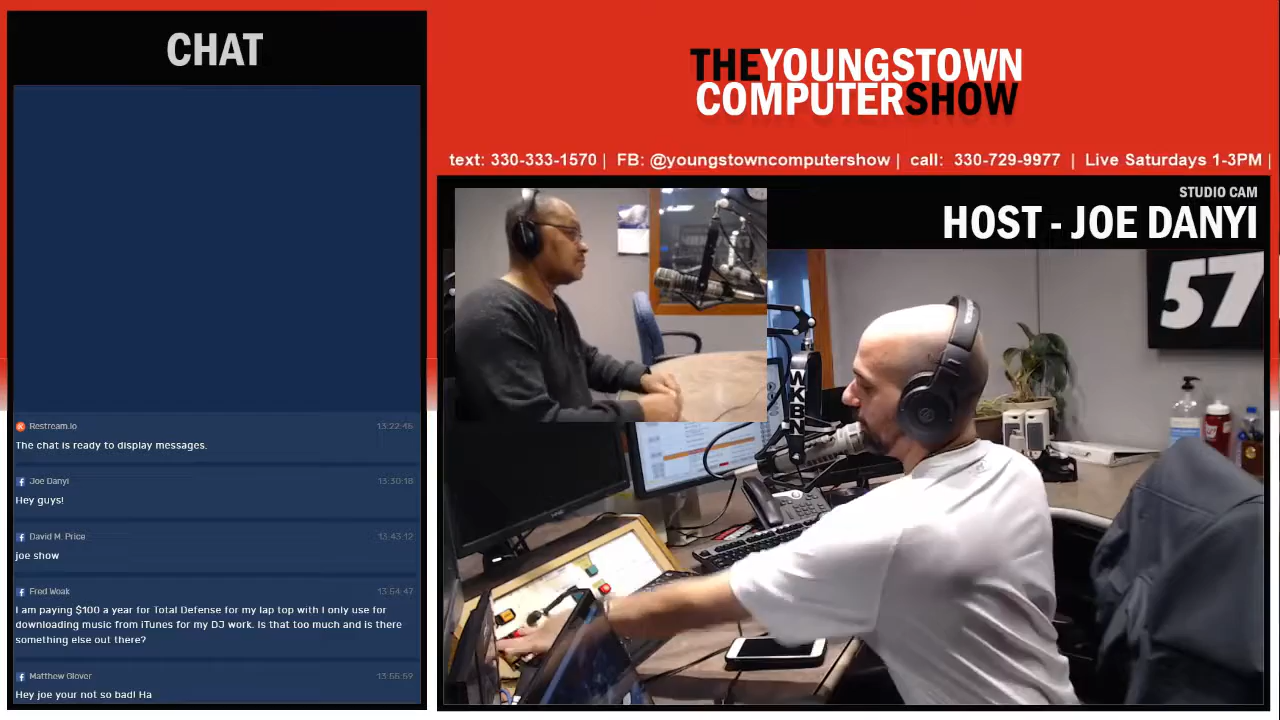 CHAT
Restream.io 13:22:45
The chat is ready to display messages.
Joe Danyi 13:30:18
Hey guys!
David M. Price 13:43:12
joe show
Fred Woak 13:54:47
I am paying $100 a year for Total Defense for my lap top with I only use for
downloading music from iTunes for my DJ work. Is that too much and is there
something else out there?
Matthew Glover 13:56:59
Hey joe your not so bad! Ha
THEYOUNGSTOWN
COMPUTERSHOW
text: 330-333-1570 | FB: @youngstowncomputershow | call: 330-729-9977 | Live Saturdays 1-3PM |
STUDIO CAM
HOST - JOE DANYI
57
WKBN